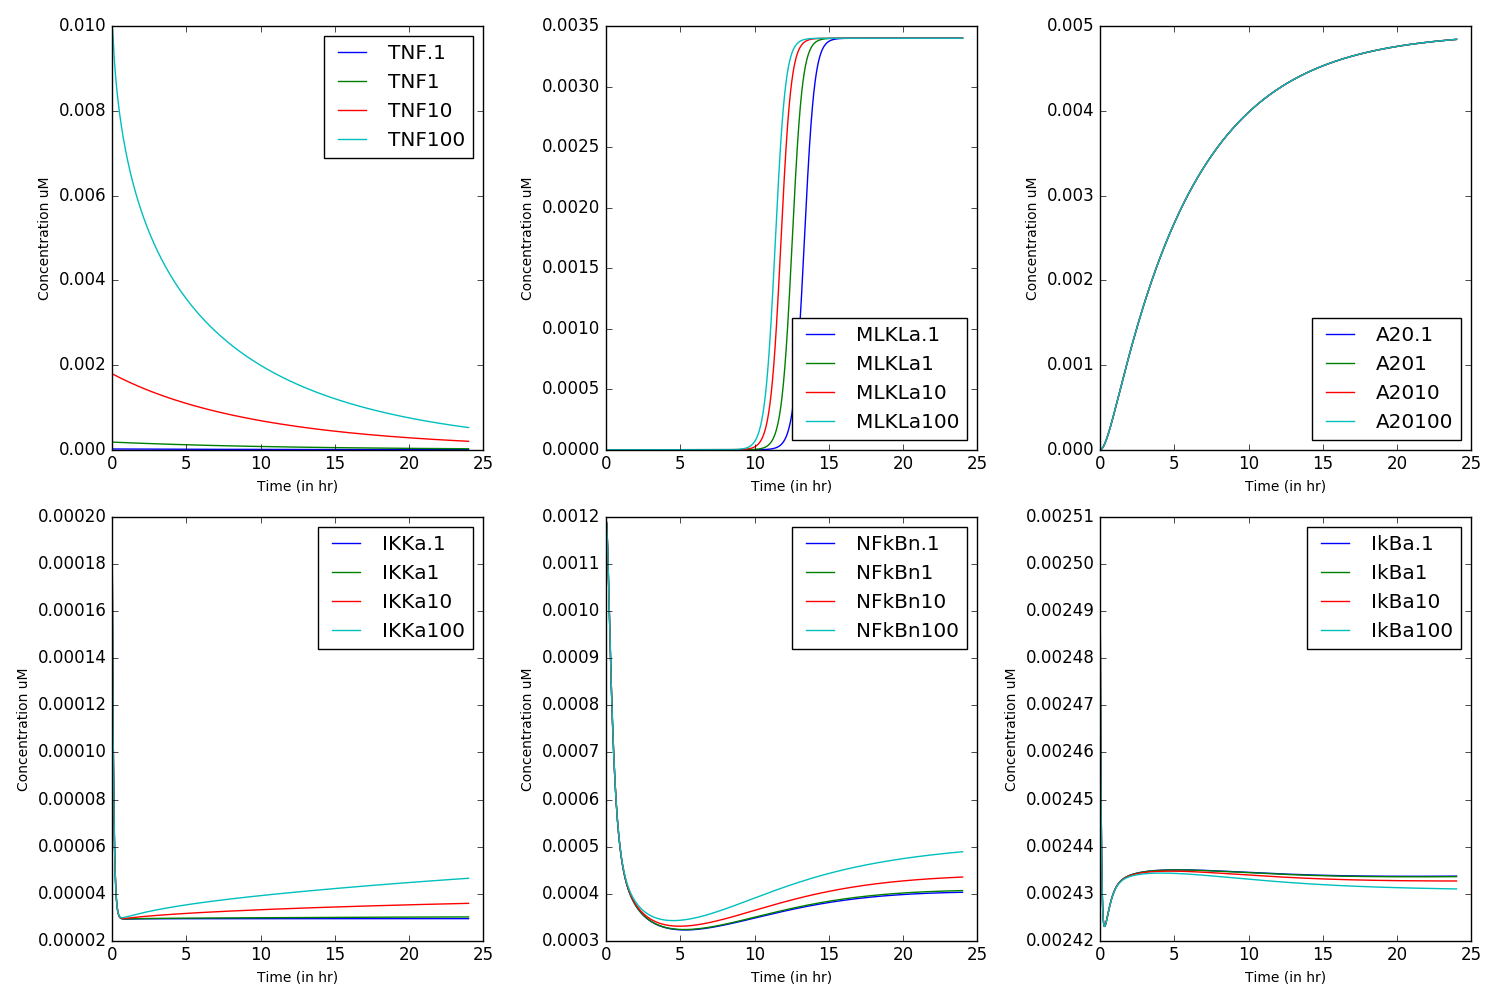 0.010
0.008
0.006
0.004
0.002
0.000
Concentration uM
TNF.1
TNF1
TNF10
TNF100
0 5 10 15 20 25
Time (in hr)
0.0035
0.0030
0.0025
0.0020
0.0015
0.0010
0.0005
0.0000
Concentration uM
MLKLa.1
MLKLa1
MLKLa10
MLKLa100
0 5 10 15 20 25
Time (in hr)
0.005
0.004
0.003
0.002
0.001
0.000
Concentration uM
A20.1
A201
A2010
A20100
0 5 10 15 20 25
Time (in hr)
0.00020
0.00018
0.00016
0.00014
0.00012
0.00010
0.00008
0.00006
0.00004
0.00002
Concentration uM
IKKa.1
IKKa1
IKKa10
IKKa100
0 5 10 15 20 25
Time (in hr)
0.0012
0.0011
0.0010
0.0009
0.0008
0.0007
0.0006
0.0005
0.0004
0.0003
Concentration uM
NFkBn.1
NFkBn1
NFkBn10
NFkBn100
0 5 10 15 20 25
Time (in hr)
0.00251
0.00250
0.00249
0.00248
0.00247
0.00246
0.00245
0.00244
0.00243
0.00242
Concentration uM
IkBa.1
IkBa1
IkBa10
IkBa100
0 5 10 15 20 25
Time (in hr)